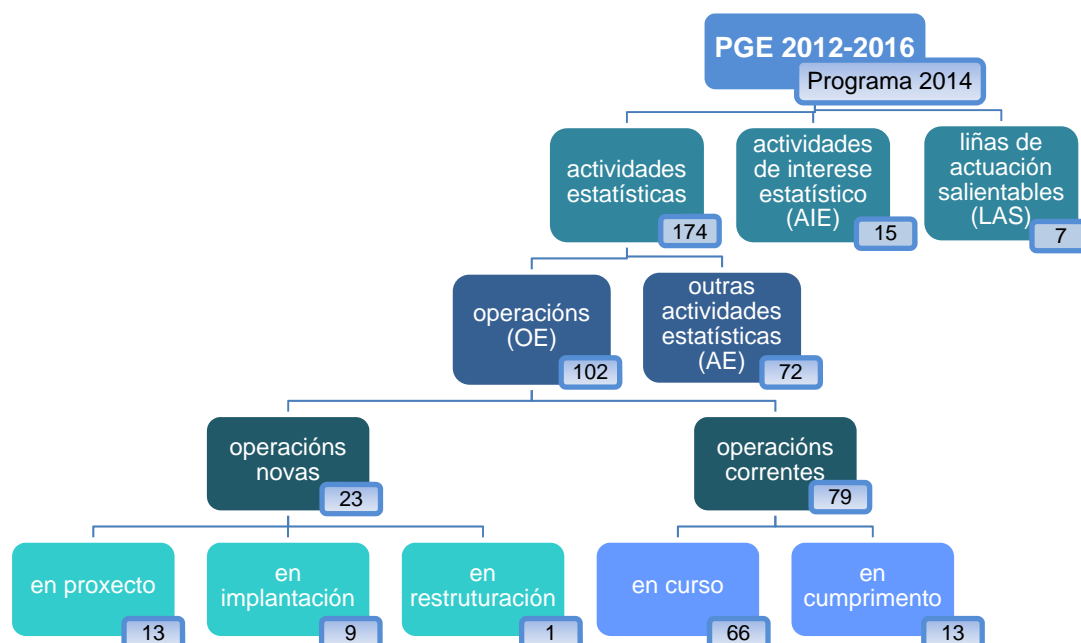 PGE 2012-2016
Programa 2014
actividades
estatísticas
174
actividades
de interese
estatístico
(AIE)
15
liñas de
actuación
salientables
(LAS)
7
operacións
(OE)
102
outras
actividades
estatísticas
(AE)
72
operacións
novas
23
operacións
correntes
79
en proxecto
13
en
implantación
9
en
restruturación
1
en curso
66
en
cumprimento
13